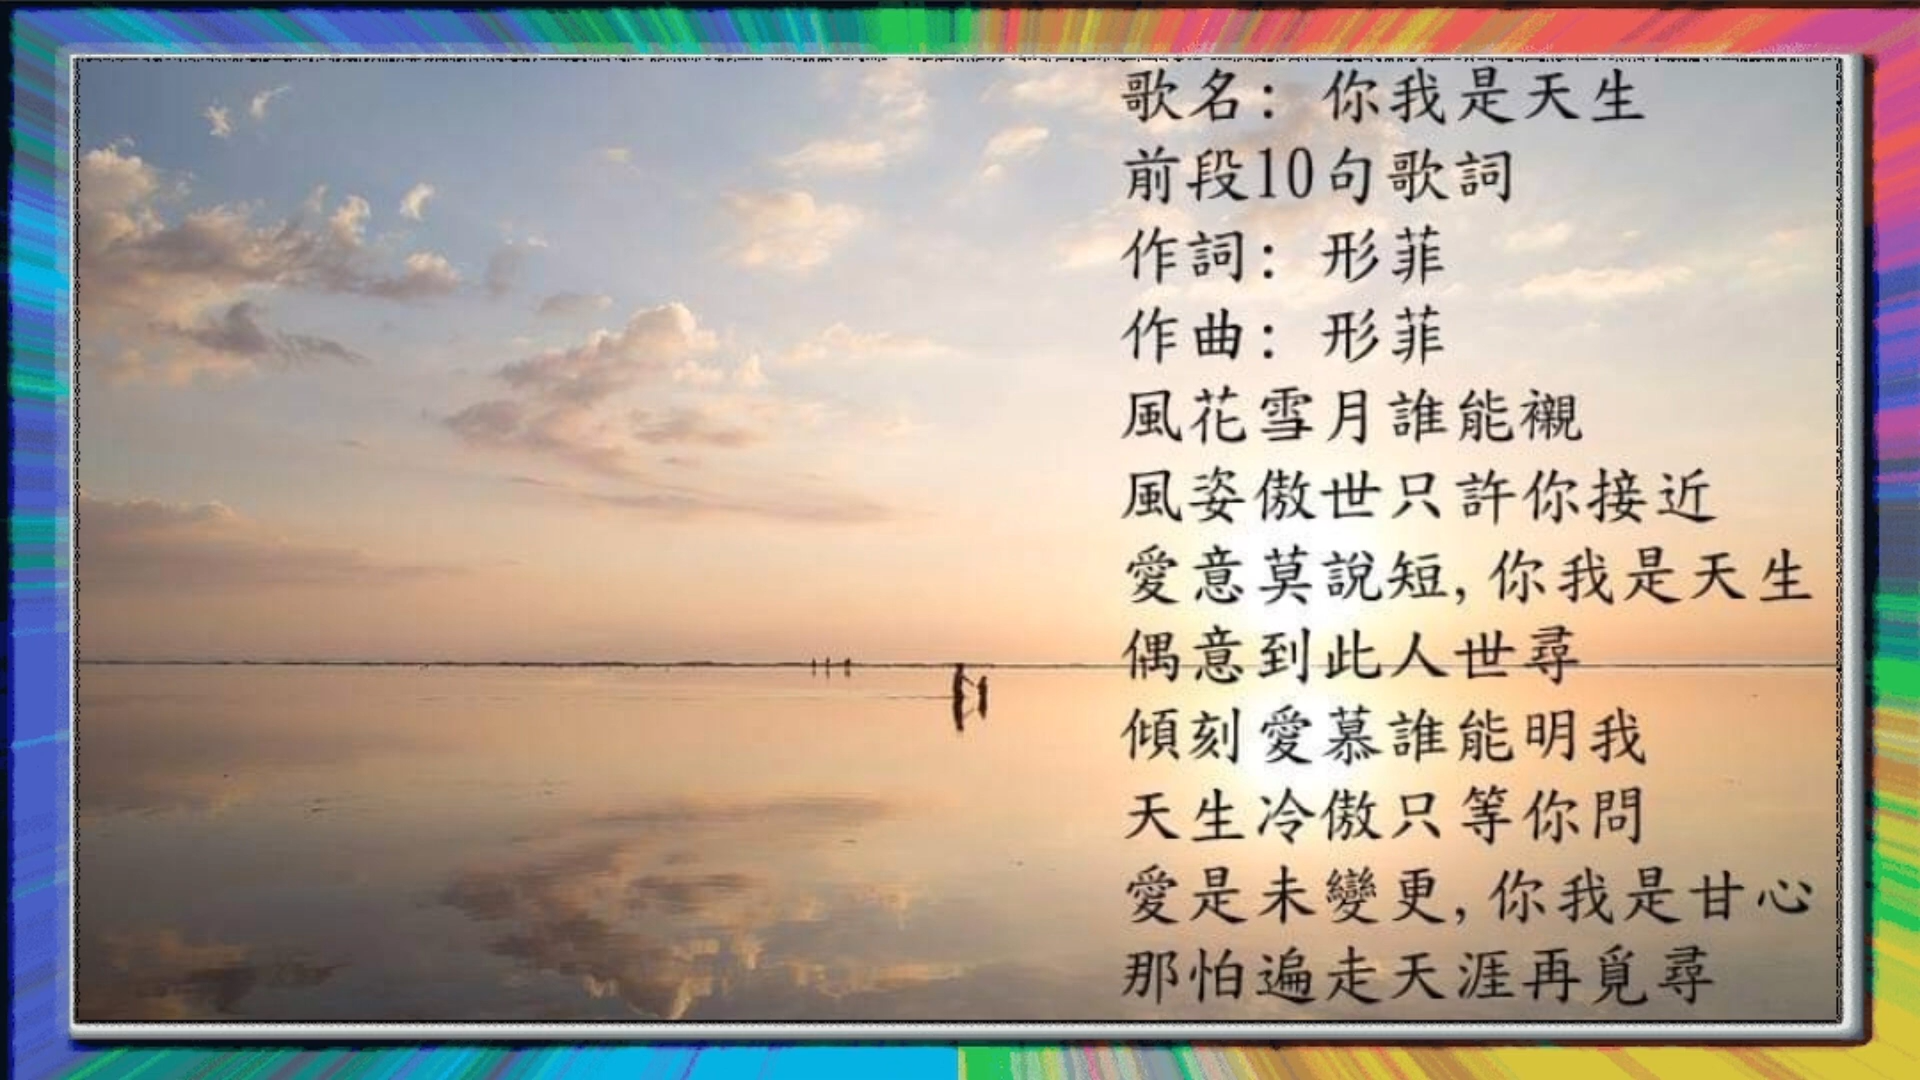 歌名：你我是天生
前段10句歌詞
作詞：形菲
作曲：形菲
風花雪月誰能襯
風姿傲世只許你接近
愛意莫說短,你我是天生
偶意到此人世尋
傾刻愛慕誰能明我
天生冷傲只等你問
愛是未變更,你我是甘心
那怕遍走天涯再覓尋